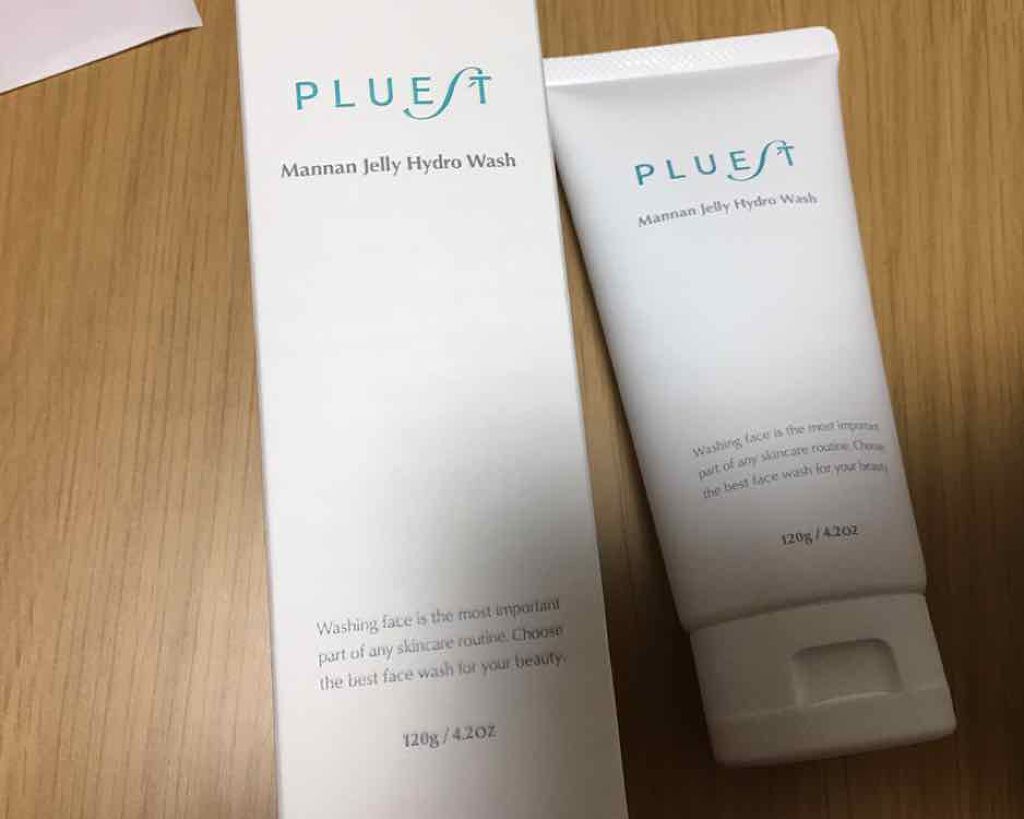 PLUEST
Mannan Jelly Hydro Wash
Washing face is the most important
part of any skincare routine. Choose
the best face wash for your beauty.
120g / 4.2OZ
PLUEST
Mannan Jelly Hydro Wash
Washing face is the most important
part of any skincare routine. Choose
the best face wash for your beauty
120g / 4.2OZ